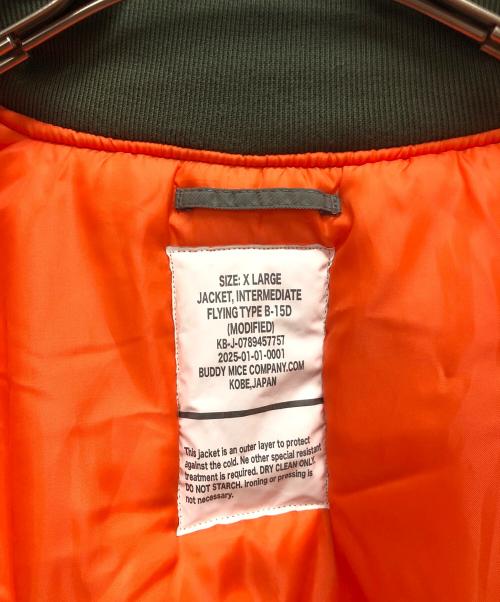 SIZE: X LARGE
JACKET, INTERMEDIATE
FLYING TYPE B-15D
(MODIFIED)
KB-J-0789457757
2025-01-01-0001
BUDDY MICE COMPANY.COM
KOBE,JAPAN
This jacket is an outer layer to protect
against the cold. Ne other special resistant
treatment is required. DRY CLEAN ONLY.
DO NOT STARCH. Ironing or pressing is
not necessary.